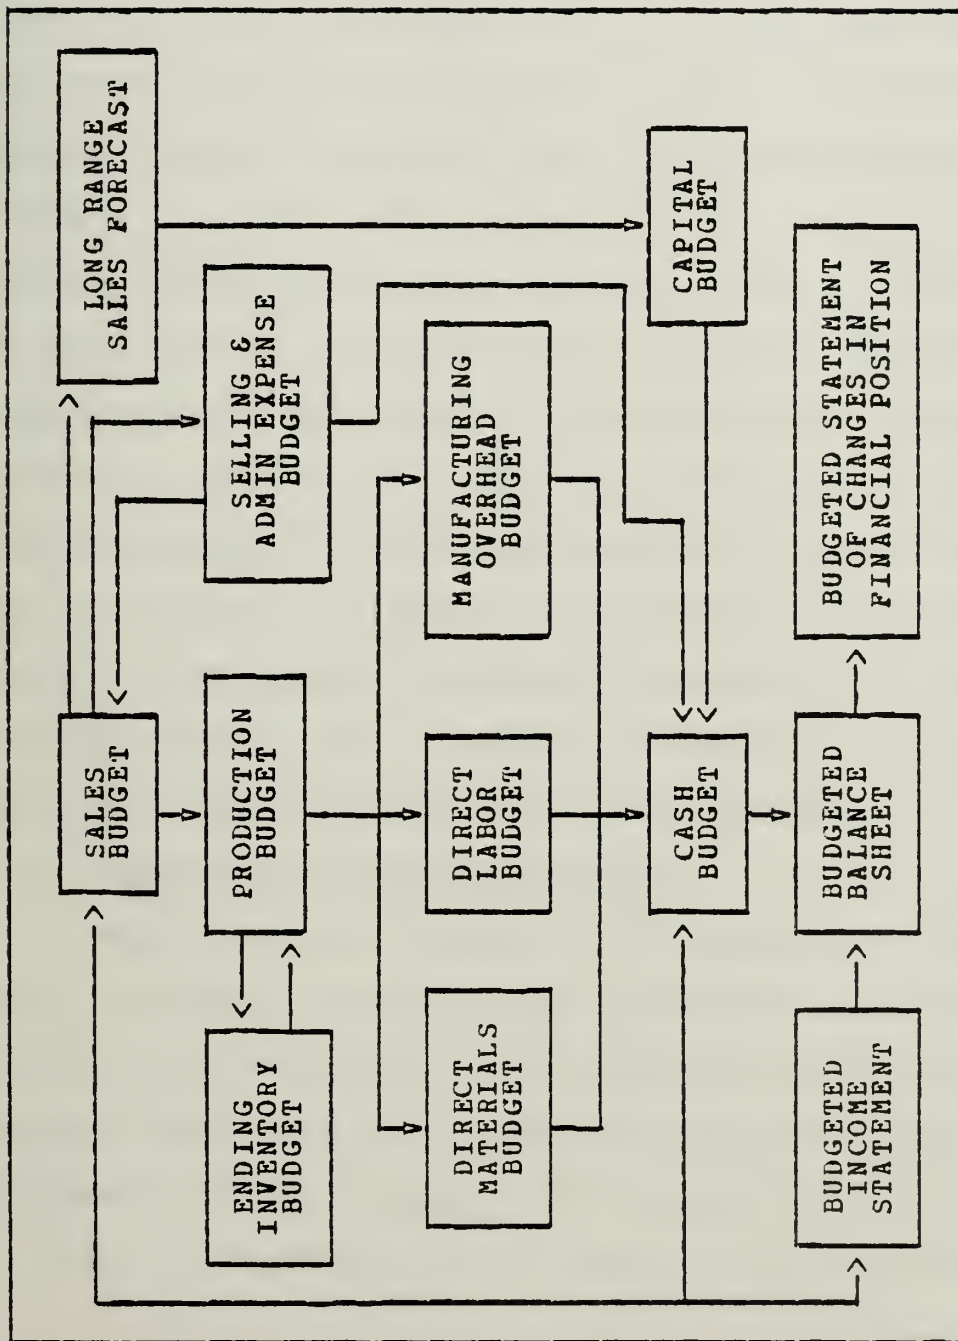 SALES
BUDGET
LONG RANGE
SALES FORECAST
ENDING
INVENTORY
BUDGET
PRODUCTION
BUDGET
SELLING &
ADMIN EXPENSE
BUDGET
DIRECT
MATERIALS
BUDGET
DIRECT
LABOR
BUDGET
MANUFACTURING
OVERHEAD
BUDGET
CASH
BUDGET
CAPITAL
BUDGET
BUDGETED
INCOME
STATEMENT
BUDGETED
BALANCE
SHEET
BUDGETED STATEMENT
OF CHANGES IN
FINANCIAL POSITION